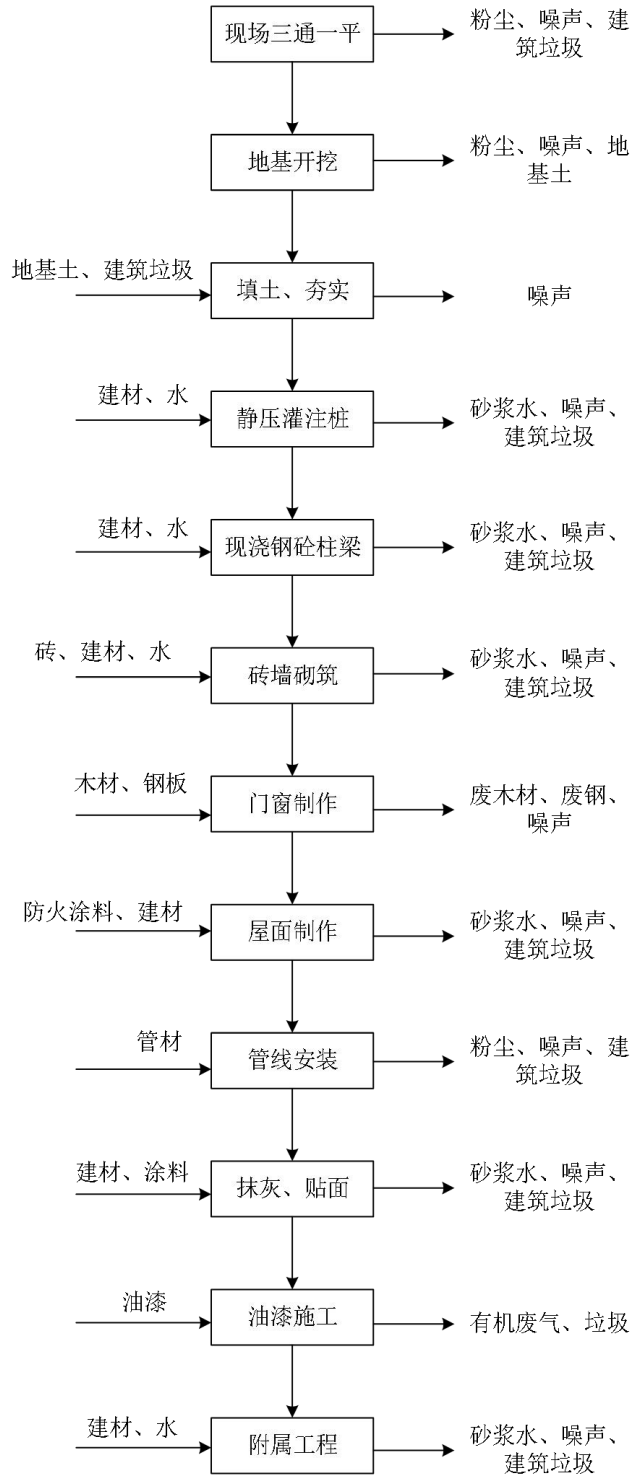 现场三通一平
粉尘、噪声、建
筑垃圾
地基开挖
粉尘、噪声、地
基土
地基土、建筑垃圾
填土、夯实
噪声
建材、水
静压灌注桩
砂浆水、噪声、
建筑垃圾
建材、水
现浇钢砼柱梁
砂浆水、噪声、
建筑垃圾
砖、建材、水
砖墙砌筑
砂浆水、噪声、
建筑垃圾
木材、钢板
门窗制作
废木材、废钢、
噪声
防火涂料、建材
屋面制作
砂浆水、噪声、
建筑垃圾
管材
管线安装
粉尘、噪声、建
筑垃圾
建材、涂料
抹灰、贴面
砂浆水、噪声、
建筑垃圾
油漆
油漆施工
有机废气、垃圾
建材、水
附属工程
砂浆水、噪声、
建筑垃圾